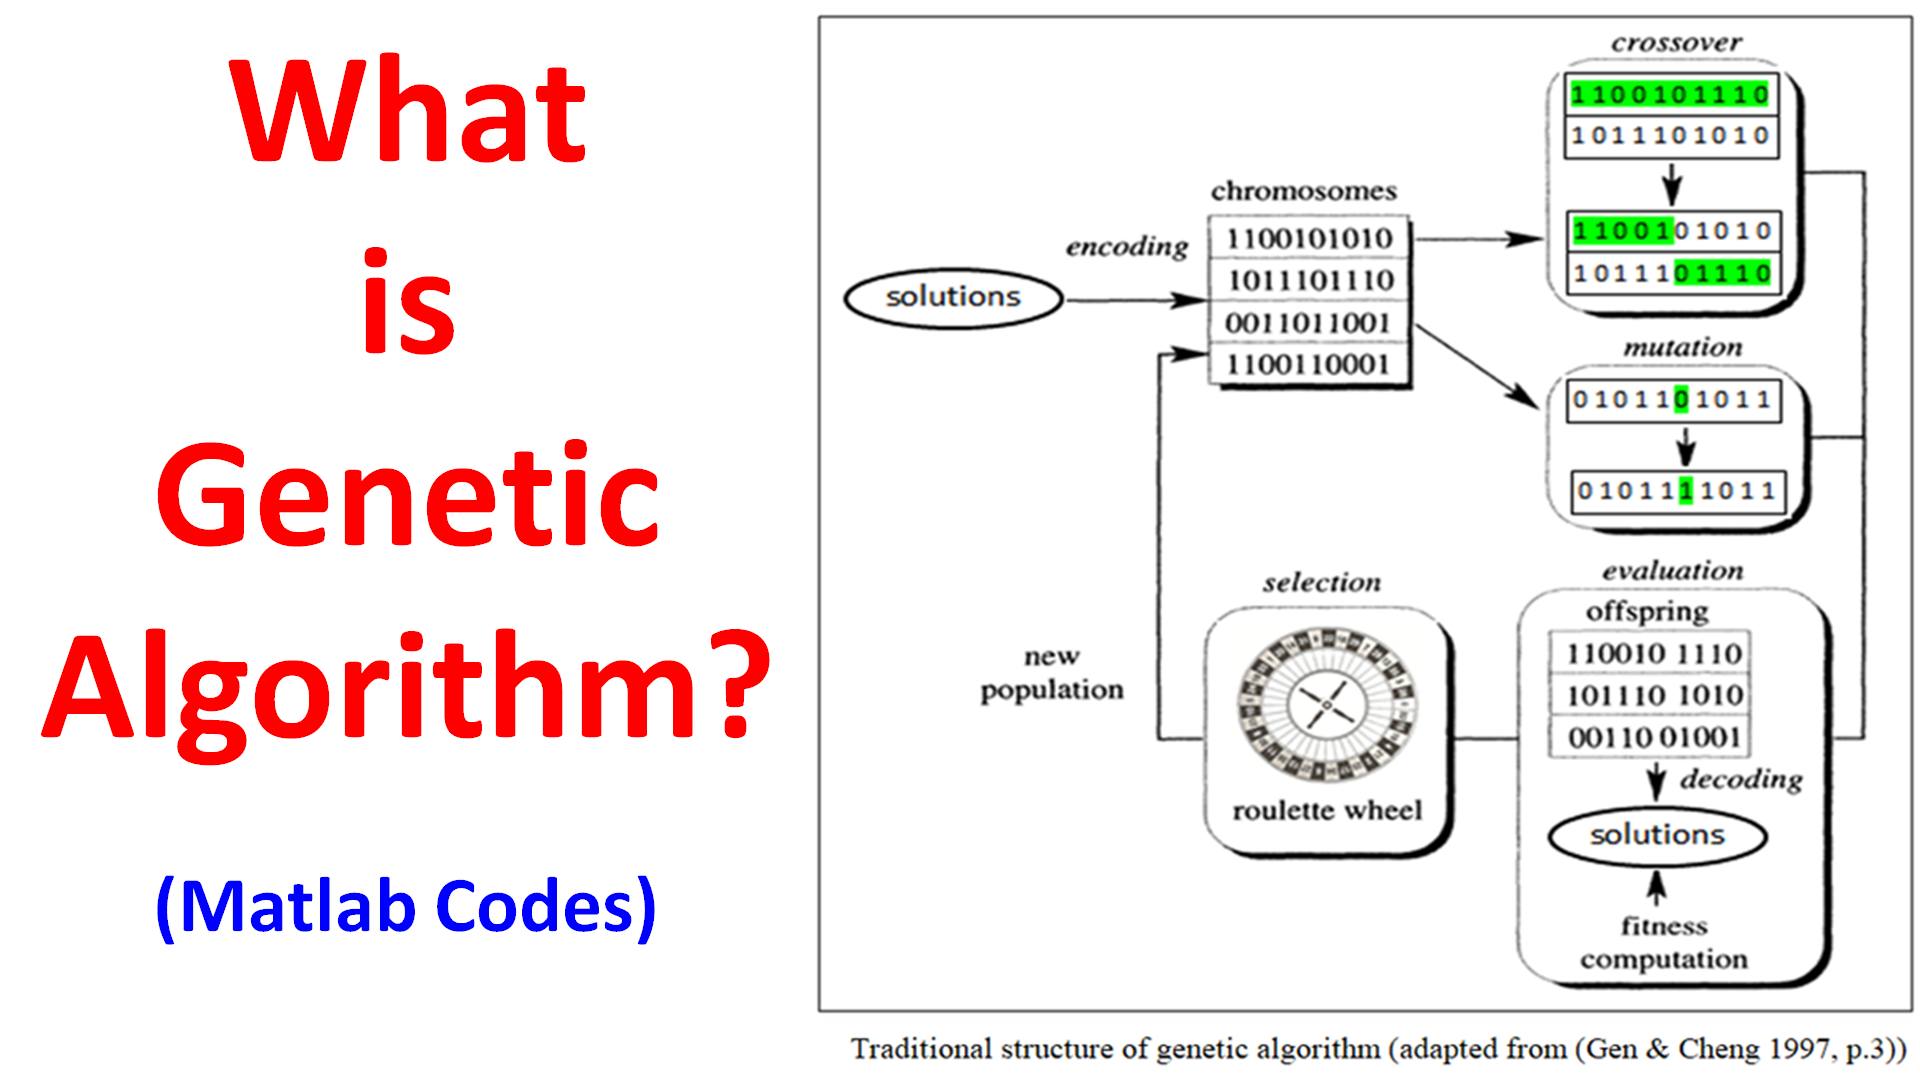 What
is
Genetic
Algorithm?
(Matlab Codes)
crossover
1100101110
1011101010
1100101010
1011101110
chromosomes
1100101010
1011101110
0011011001
1100110001
encoding
solutions
mutation
01011001011
01011111011
evaluation
offspring
110010 1110
101110 1010
00110 01001
decoding
solutions
fitness
computation
selection
roulette wheel
new
population
Traditional structure of genetic algorithm (adapted from (Gen & Cheng 1997, p.3))